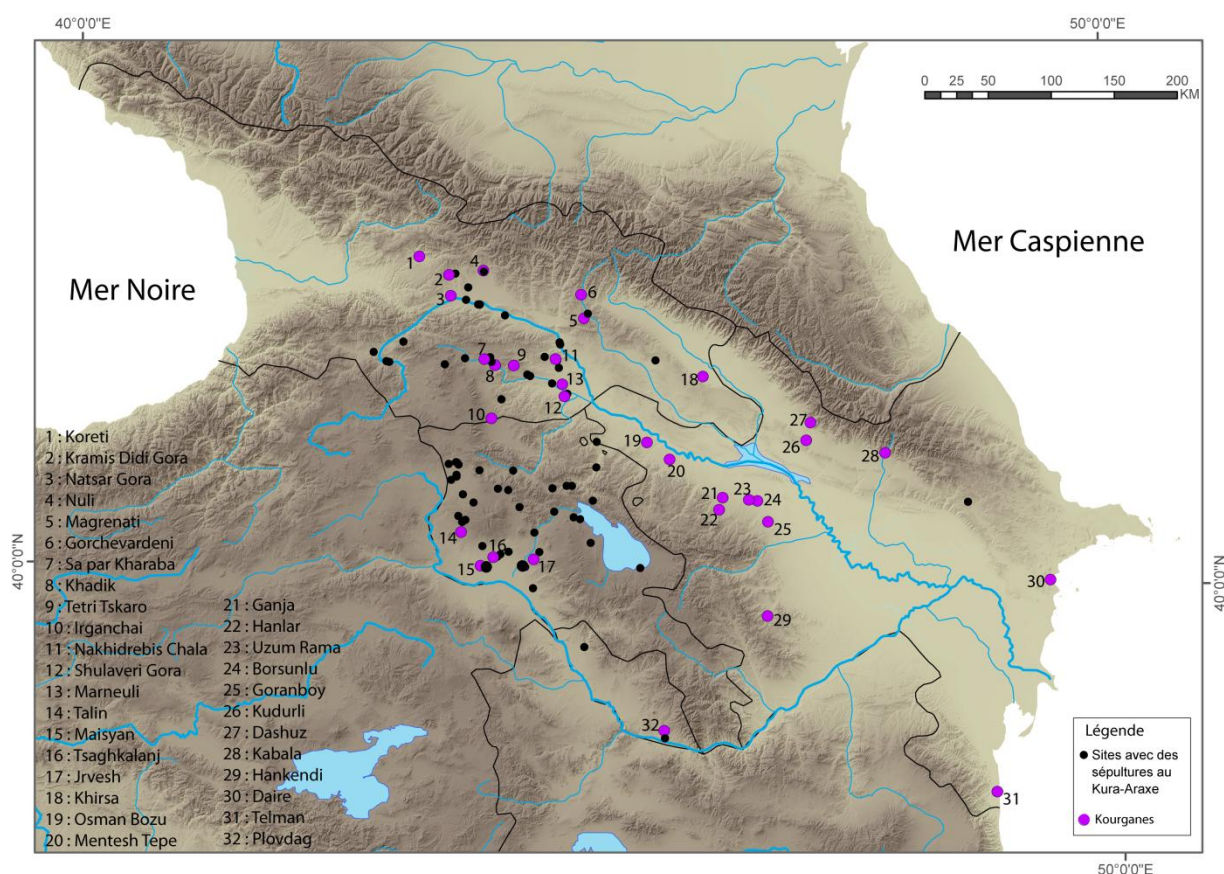 40°0'0"E
50°0'0"E
0 25 50 100 150 200
KM
Mer Caspienne
Mer Noire
1
2
3
4
5
6
7
8
9
10
11
12
13
14
15
16
17
18
19
20
21
22
23
24
25
26
27
28
29
30
31
32
40°0'0"N
40°0'0"N
1 : Koreti
2 : Kramis Didi Gora
3 : Natsar Gora
4 : Nuli
5 : Magrenati
6 : Gorchevardeni
7 : Sa par Kharaba
8 : Khadik
9 : Tetri Tskaro
10 : Irganchai
11 : Nakhidrebis Chala
12 : Shulaveri Gora
13 : Marneuli
14 : Talin
15 : Maisyan
16 : Tsaghkalanj
17 : Jrvesh
18 : Khirsa
19 : Osman Bozu
20 : Mentesh Tepe
21 : Ganja
22 : Hanlar
23 : Uzum Rama
24 : Borsunlu
25 : Goranboy
26 : Kudurli
27 : Dashuz
28 : Kabala
29 : Hankendi
30 : Daire
31 : Telman
32 : Plovdag
Légende
Sites avec des
sépultures au
Kura-Araxe
Kourganes
50°0'0"E